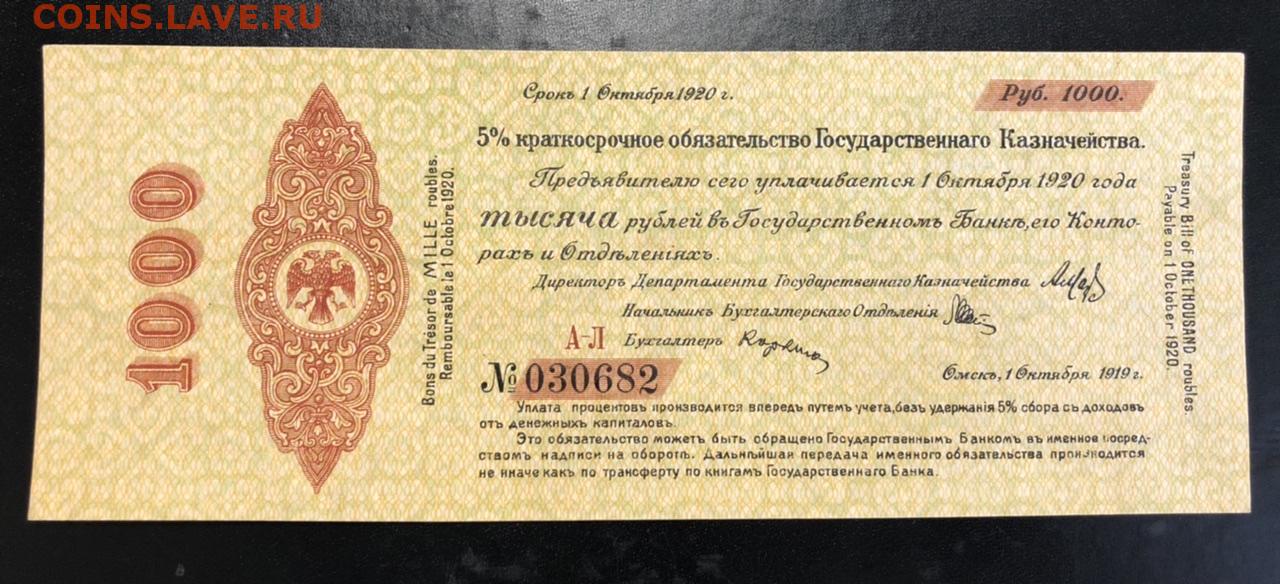 COINS.LAVE.RU
Срокъ 1 Октября 1920 г.
Руб. 1000.
5% краткосрочное обязательство Государственнаго Казначейства.
Предъявителю сего уплачивается 1 Октября 1920 года
тысяча рублей въ Государственномъ Банкѣ, его Конто-
рахъ и Отдѣленіяхъ.
Директоръ Департамента Государственнаго Казначейства
Начальникъ Бухгалтерскаго Отдѣленія
А-Л Бухгалтеръ
№ 030682
Омскъ, 1 Октября 1919 г.
Уплата процентовъ производится впередъ путемъ учета, безъ удержанія 5% сбора съ доходовъ
отъ денежныхъ капиталовъ.
Это обязательство можетъ быть обращено Государственнымъ Банкомъ въ именное посред-
ствомъ надписи на оборотѣ. Дальнѣйшая передача именного обязательства производится
не иначе какъ по трансферту по книгамъ Государственнаго Банка.
1000
Bons du Trésor de MILLE roubles.
Remboursable le 1 Octobre 1920.
Treasury Bill of ONE THOUSAND roubles.
Payable on 1 October 1920.